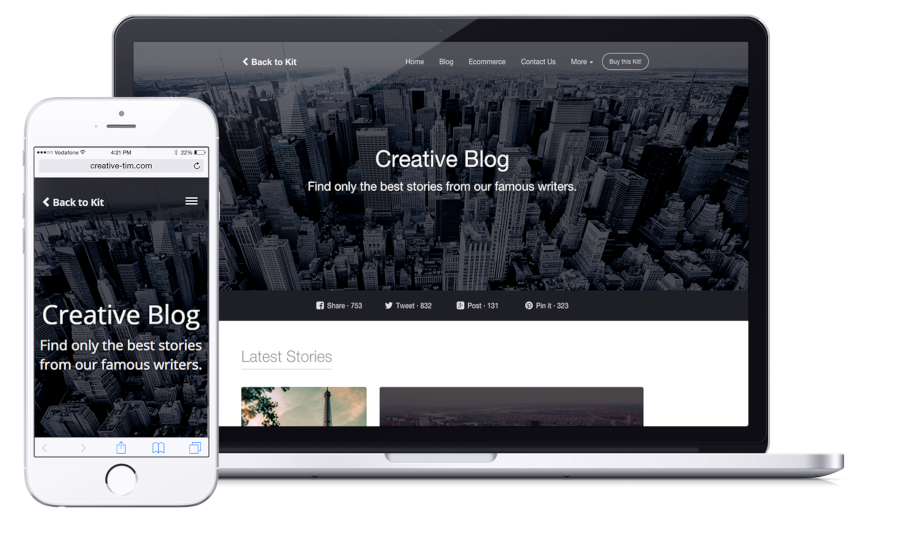 Back to Kit
Home Blog Ecommerce Contact Us More Buy this Kit!
Creative Blog
Find only the best stories from our famous writers.
Share · 753 Tweet · 832 Post · 131 Pin it · 323
Latest Stories
Vodafone 4:21 PM 22%
creative-tim.com
Back to Kit
Creative Blog
Find only the best stories
from our famous writers.